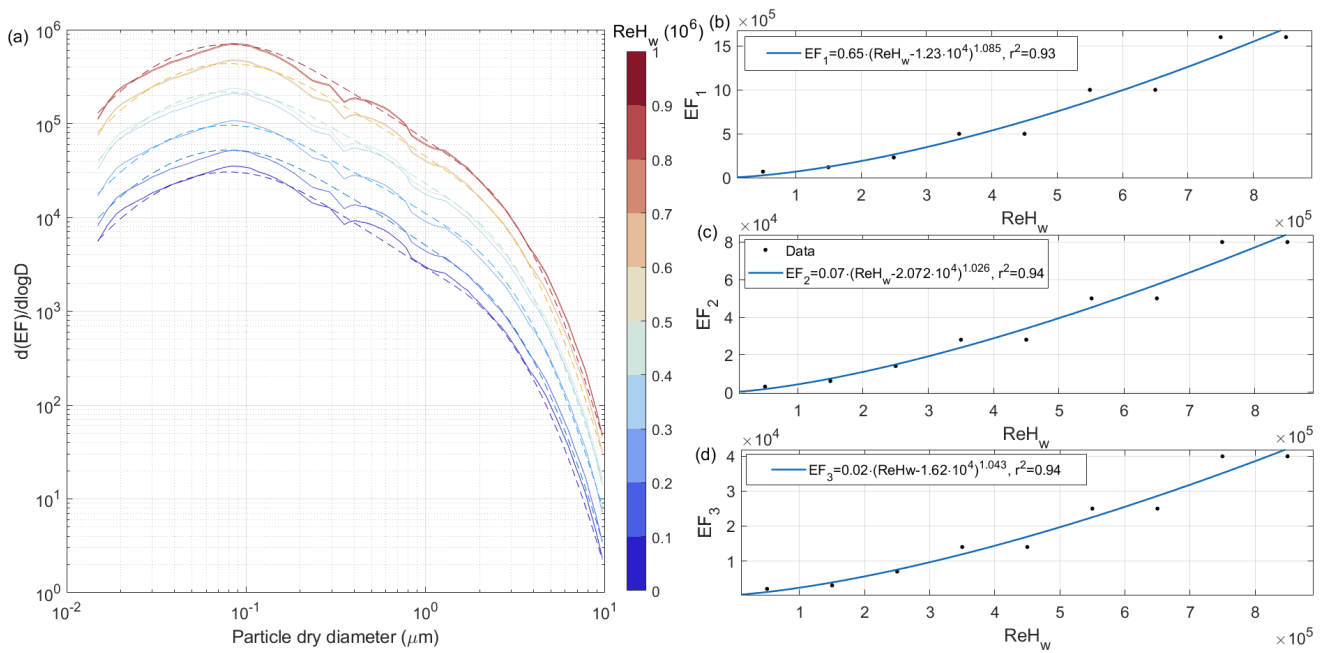 (a)
10^6
10^5
10^4
10^3
10^2
10^1
10^0
d(EF)/dlogD
10^-2
10^-1
10^0
10^1
Particle dry diameter (μm)
ReH_w (10^6)
1
0.9
0.8
0.7
0.6
0.5
0.4
0.3
0.2
0.1
0
(b)
×10^5
EF_1=0.65·(ReH_w-1.23·10^4)^1.085, r^2=0.93
15
10
5
0
EF_1
1 2 3 4 5 6 7 8
ReH_w
×10^5
(c)
×10^4
Data
EF_2=0.07·(ReH_w-2.072·10^4)^1.026, r^2=0.94
8
6
4
2
0
EF_2
1 2 3 4 5 6 7 8
ReH_w
×10^5
(d)
×10^4
EF_3=0.02·(ReHw-1.62·10^4)^1.043, r^2=0.94
4
3
2
1
EF_3
1 2 3 4 5 6 7 8
ReH_w
×10^5